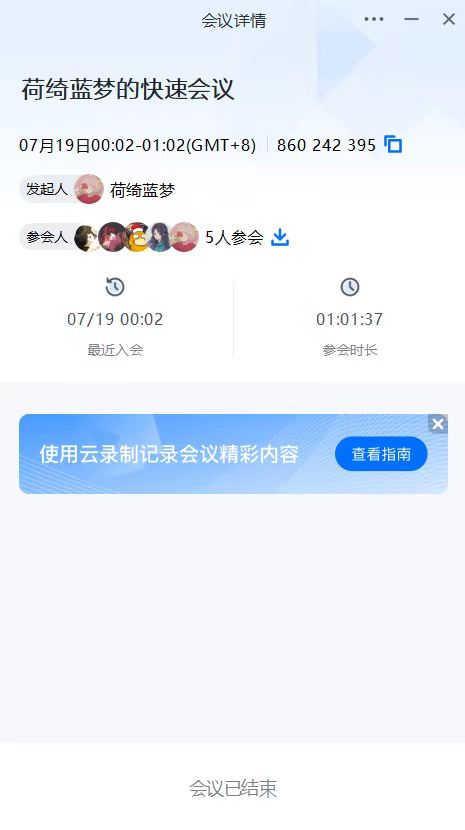 会议详情
荷绮蓝梦的快速会议
07月19日00:02-01:02(GMT+8) 860 242 395
发起人 荷绮蓝梦
参会人 5人参会
07/19 00:02 01:01:37
最近入会 参会时长
使用云录制记录会议精彩内容 查看指南
会议已结束